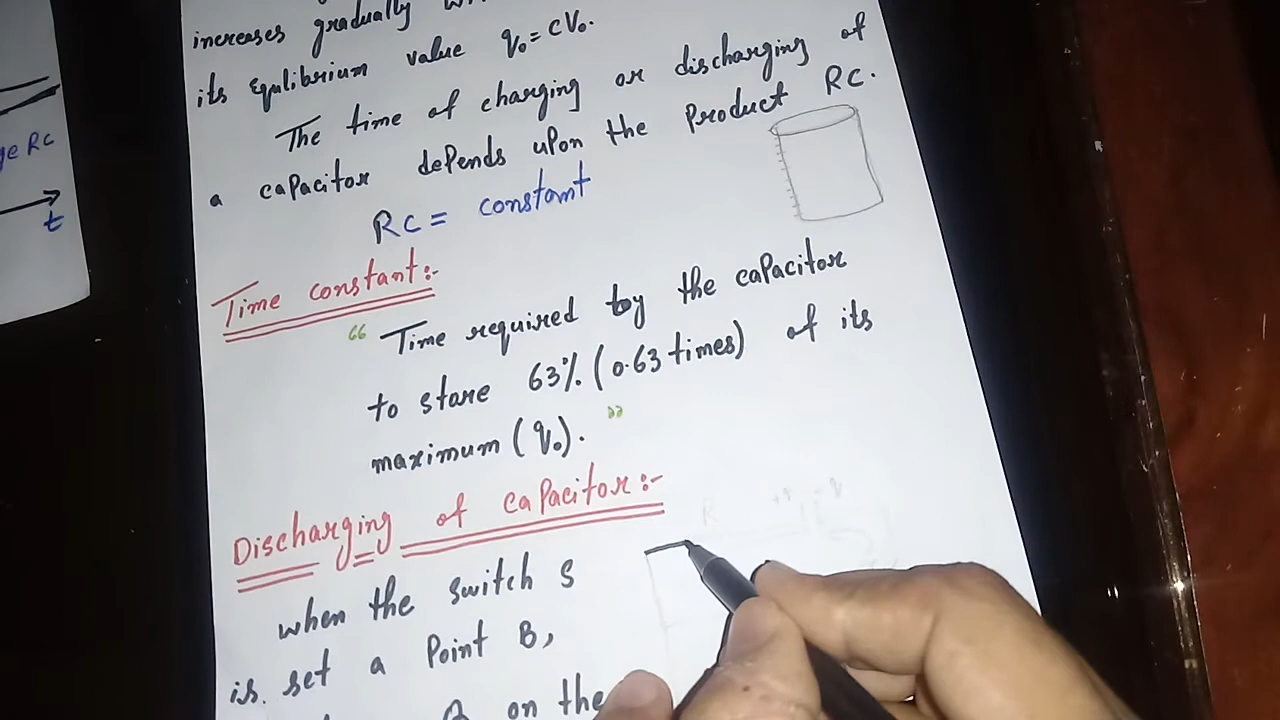 increases gradually
its equlibrium value q₀ = CV₀.
The time of charging or discharging of
a capacitor depends upon the Product RC.
RC = constant
Time constant:-
“ Time required by the capacitor
to store 63% (0.63 times) of its
maximum (q₀). ”
Discharging of capacitor:-
when the switch S
is set a Point B,
on the
RC
t